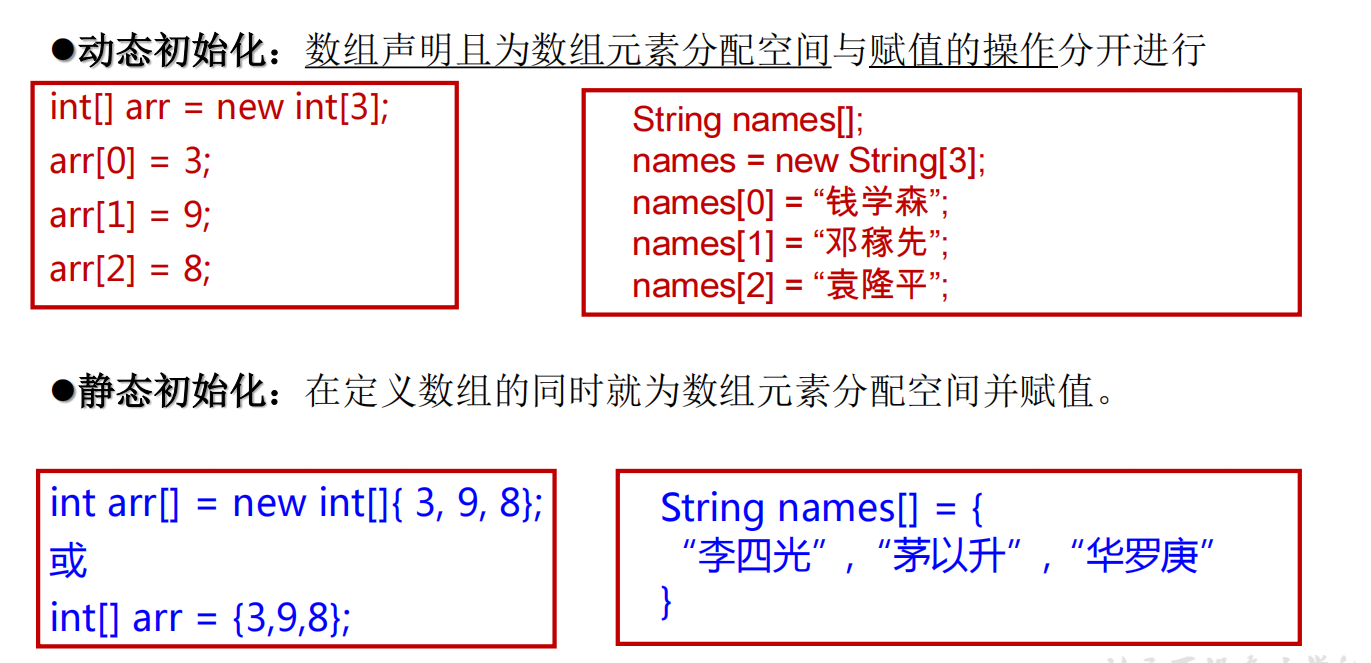 ●动态初始化：数组声明且为数组元素分配空间与赋值的操作分开进行
int[] arr = new int[3];
arr[0] = 3;
arr[1] = 9;
arr[2] = 8;
String names[];
names = new String[3];
names[0] = “钱学森”;
names[1] = “邓稼先”;
names[2] = “袁隆平”;
●静态初始化：在定义数组的同时就为数组元素分配空间并赋值。
int arr[] = new int[]{ 3, 9, 8};
或
int[] arr = {3,9,8};
String names[] = {
“李四光”,“茅以升”,“华罗庚”
}